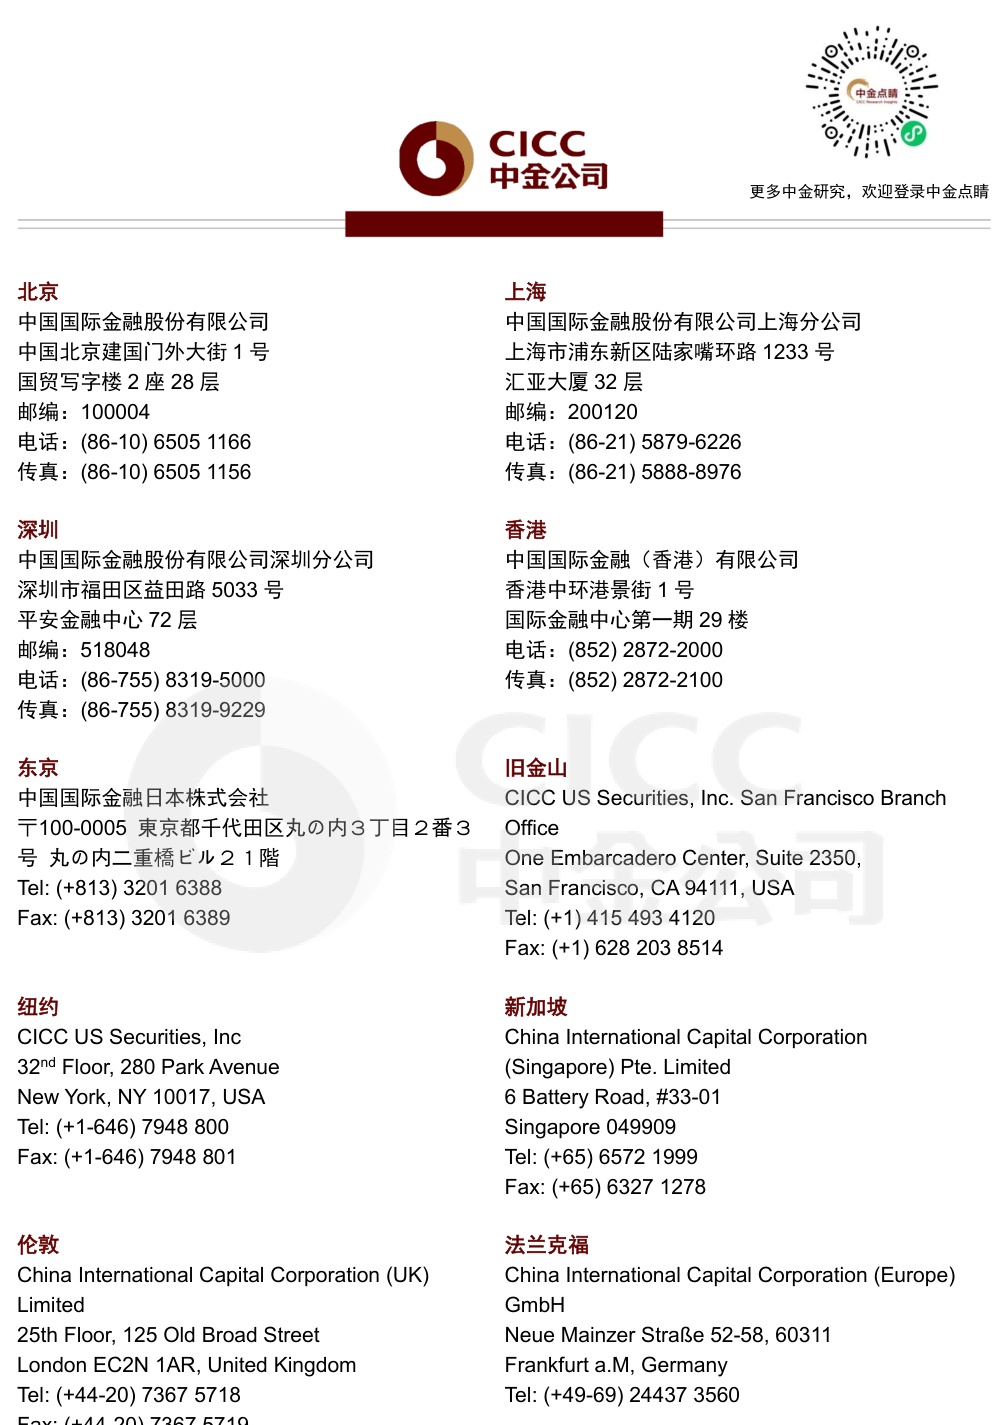 中金点睛
CICC Research Insights
CICC
中金公司
更多中金研究，欢迎登录中金点睛
北京
中国国际金融股份有限公司
中国北京建国门外大街 1 号
国贸写字楼 2 座 28 层
邮编：100004
电话：(86-10) 6505 1166
传真：(86-10) 6505 1156
上海
中国国际金融股份有限公司上海分公司
上海市浦东新区陆家嘴环路 1233 号
汇亚大厦 32 层
邮编：200120
电话：(86-21) 5879-6226
传真：(86-21) 5888-8976
深圳
中国国际金融股份有限公司深圳分公司
深圳市福田区益田路 5033 号
平安金融中心 72 层
邮编：518048
电话：(86-755) 8319-5000
传真：(86-755) 8319-9229
香港
中国国际金融（香港）有限公司
香港中环港景街 1 号
国际金融中心第一期 29 楼
电话：(852) 2872-2000
传真：(852) 2872-2100
东京
中国国际金融日本株式会社
〒100-0005 東京都千代田区丸の内３丁目２番３
号 丸の内二重橋ビル２１階
Tel: (+813) 3201 6388
Fax: (+813) 3201 6389
旧金山
CICC US Securities, Inc. San Francisco Branch
Office
One Embarcadero Center, Suite 2350,
San Francisco, CA 94111, USA
Tel: (+1) 415 493 4120
Fax: (+1) 628 203 8514
CICC
中金公司
纽约
CICC US Securities, Inc
32nd Floor, 280 Park Avenue
New York, NY 10017, USA
Tel: (+1-646) 7948 800
Fax: (+1-646) 7948 801
新加坡
China International Capital Corporation
(Singapore) Pte. Limited
6 Battery Road, #33-01
Singapore 049909
Tel: (+65) 6572 1999
Fax: (+65) 6327 1278
伦敦
China International Capital Corporation (UK)
Limited
25th Floor, 125 Old Broad Street
London EC2N 1AR, United Kingdom
Tel: (+44-20) 7367 5718
Fax: (+44-20) 7367 5719
法兰克福
China International Capital Corporation (Europe)
GmbH
Neue Mainzer Straße 52-58, 60311
Frankfurt a.M, Germany
Tel: (+49-69) 24437 3560